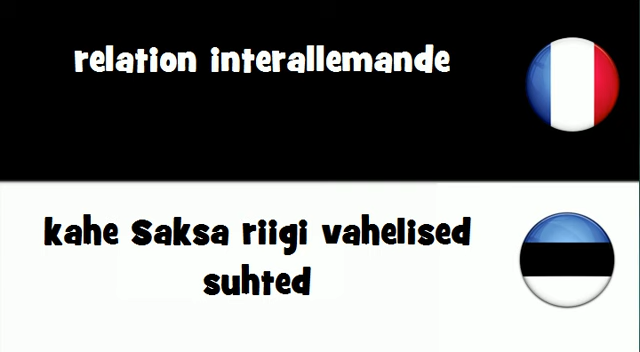 relation interallemande
kahe Saksa riigi vahelised
suhted